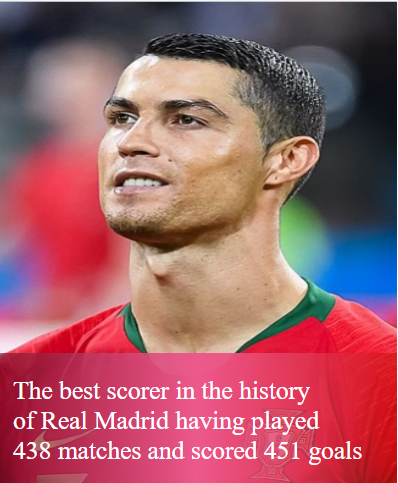 The best scorer in the history
of Real Madrid having played
438 matches and scored 451 goals